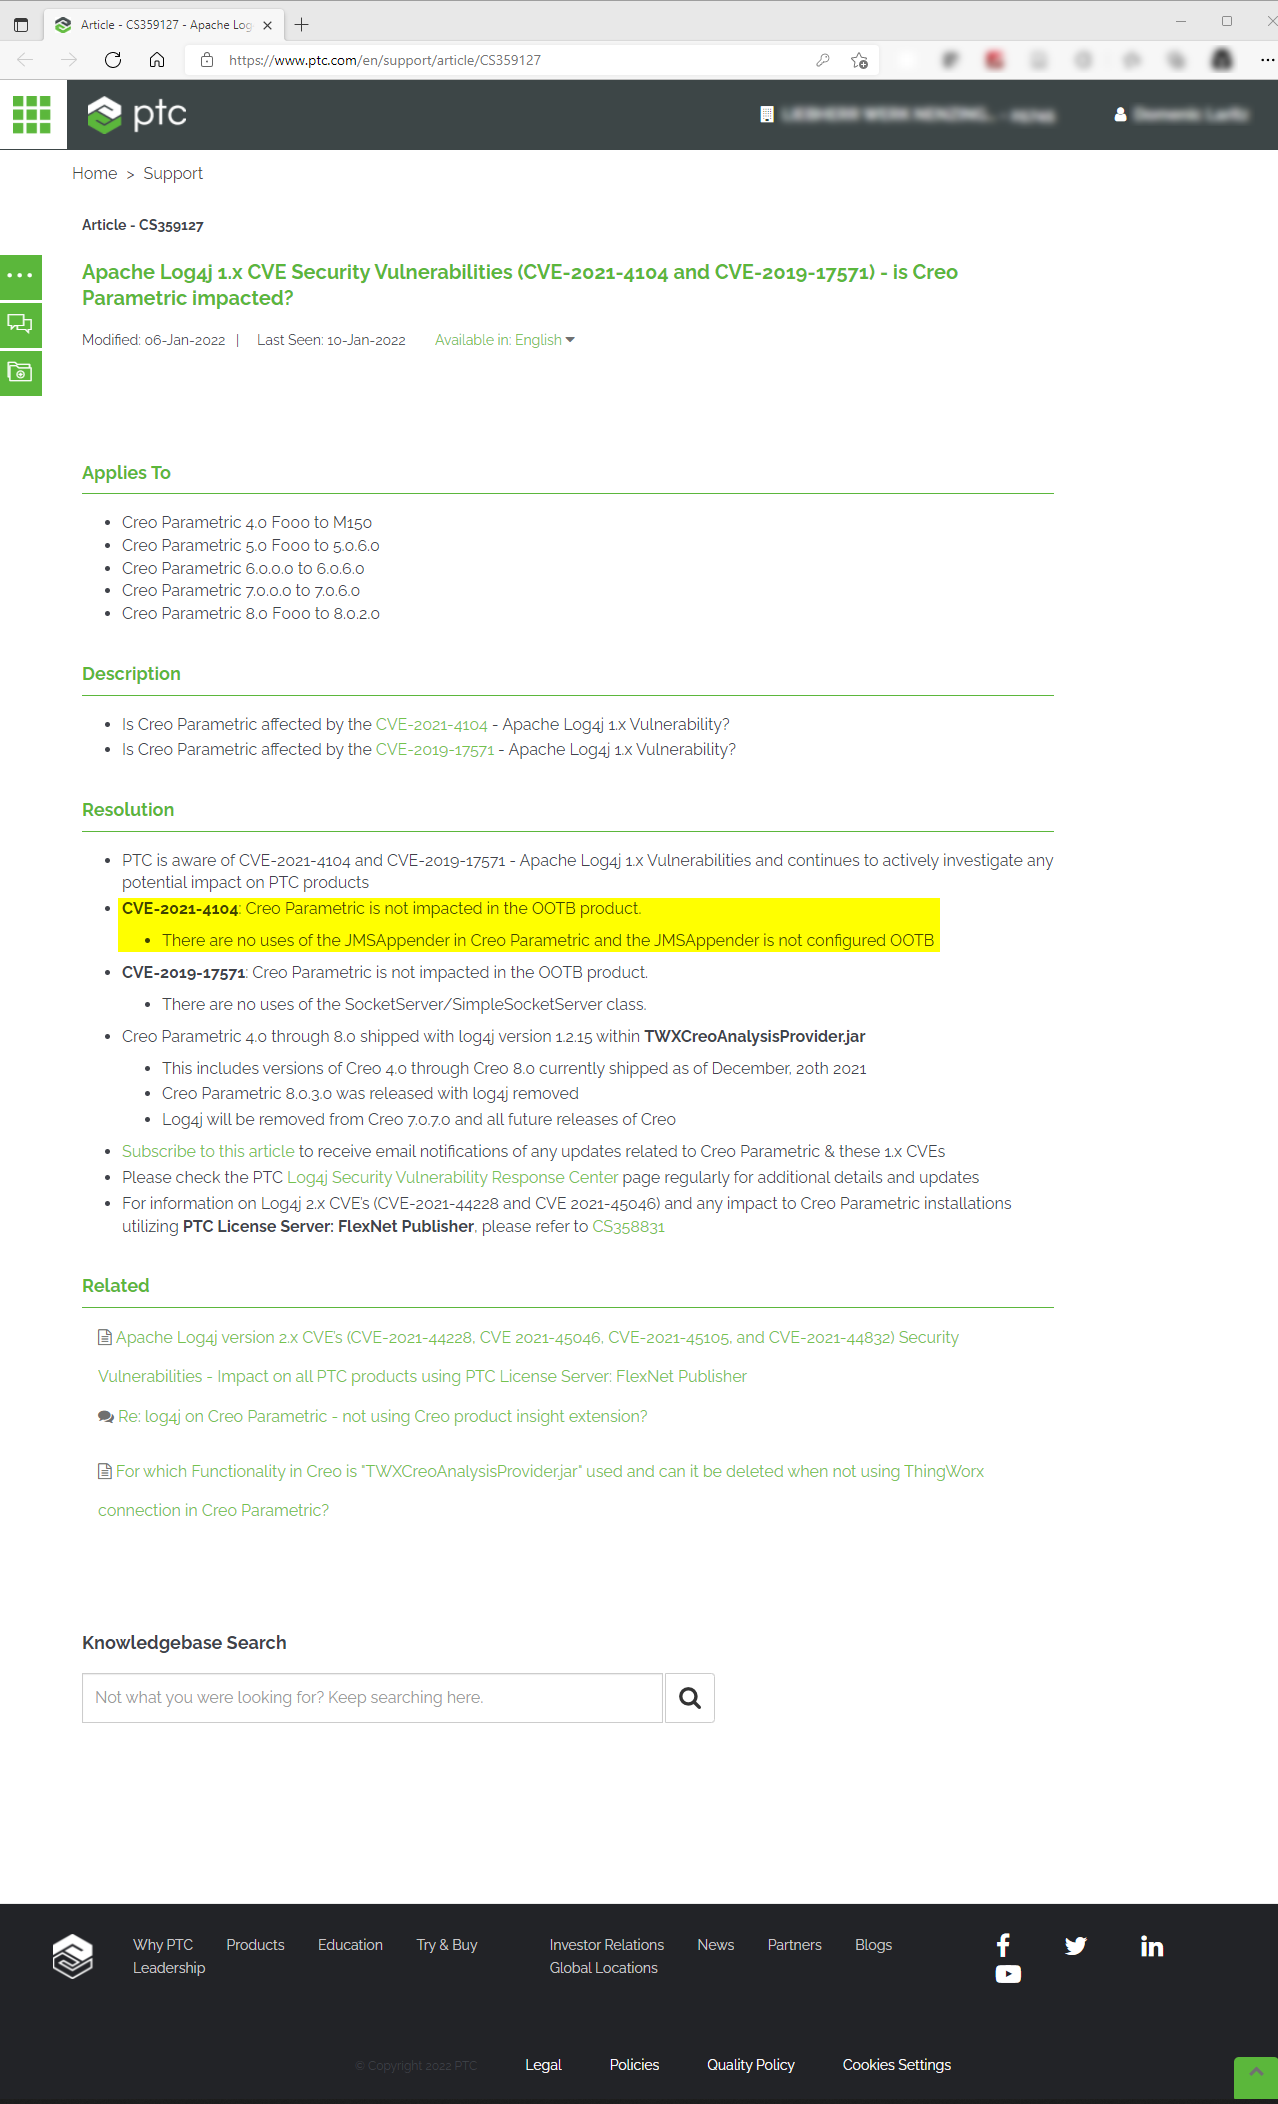 Article - CS359127 - Apache Log
https://www.ptc.com/en/support/article/CS359127
ptc
Home > Support
Article - CS359127
Apache Log4j 1.x CVE Security Vulnerabilities (CVE-2021-4104 and CVE-2019-17571) - is Creo
Parametric impacted?
Modified: 06-Jan-2022 | Last Seen: 10-Jan-2022 Available in: English
Applies To
Creo Parametric 4.0 F000 to M150
Creo Parametric 5.0 F000 to 5.0.6.0
Creo Parametric 6.0.0.0 to 6.0.6.0
Creo Parametric 7.0.0.0 to 7.0.6.0
Creo Parametric 8.0 F000 to 8.0.2.0
Description
Is Creo Parametric affected by the CVE-2021-4104 - Apache Log4j 1.x Vulnerability?
Is Creo Parametric affected by the CVE-2019-17571 - Apache Log4j 1.x Vulnerability?
Resolution
PTC is aware of CVE-2021-4104 and CVE-2019-17571 - Apache Log4j 1.x Vulnerabilities and continues to actively investigate any
potential impact on PTC products
CVE-2021-4104: Creo Parametric is not impacted in the OOTB product.
There are no uses of the JMSAppender in Creo Parametric and the JMSAppender is not configured OOTB
CVE-2019-17571: Creo Parametric is not impacted in the OOTB product.
There are no uses of the SocketServer/SimpleSocketServer class.
Creo Parametric 4.0 through 8.0 shipped with log4j version 1.2.15 within TWXCreoAnalysisProvider.jar
This includes versions of Creo 4.0 through Creo 8.0 currently shipped as of December, 20th 2021
Creo Parametric 8.0.3.0 was released with log4j removed
Log4j will be removed from Creo 7.0.7.0 and all future releases of Creo
Subscribe to this article to receive email notifications of any updates related to Creo Parametric & these 1.x CVEs
Please check the PTC Log4j Security Vulnerability Response Center page regularly for additional details and updates
For information on Log4j 2.x CVE's (CVE-2021-44228 and CVE 2021-45046) and any impact to Creo Parametric installations
utilizing PTC License Server: FlexNet Publisher, please refer to CS358831
Related
Apache Log4j version 2.x CVE's (CVE-2021-44228, CVE 2021-45046, CVE-2021-45105, and CVE-2021-44832) Security
Vulnerabilities - Impact on all PTC products using PTC License Server: FlexNet Publisher
Re: log4j on Creo Parametric - not using Creo product insight extension?
For which Functionality in Creo is "TWXCreoAnalysisProvider.jar" used and can it be deleted when not using ThingWorx
connection in Creo Parametric?
Knowledgebase Search
Not what you were looking for? Keep searching here.
Why PTC Products Education Try & Buy Investor Relations News Partners Blogs
Leadership Global Locations
© Copyright 2022 PTC Legal Policies Quality Policy Cookies Settings